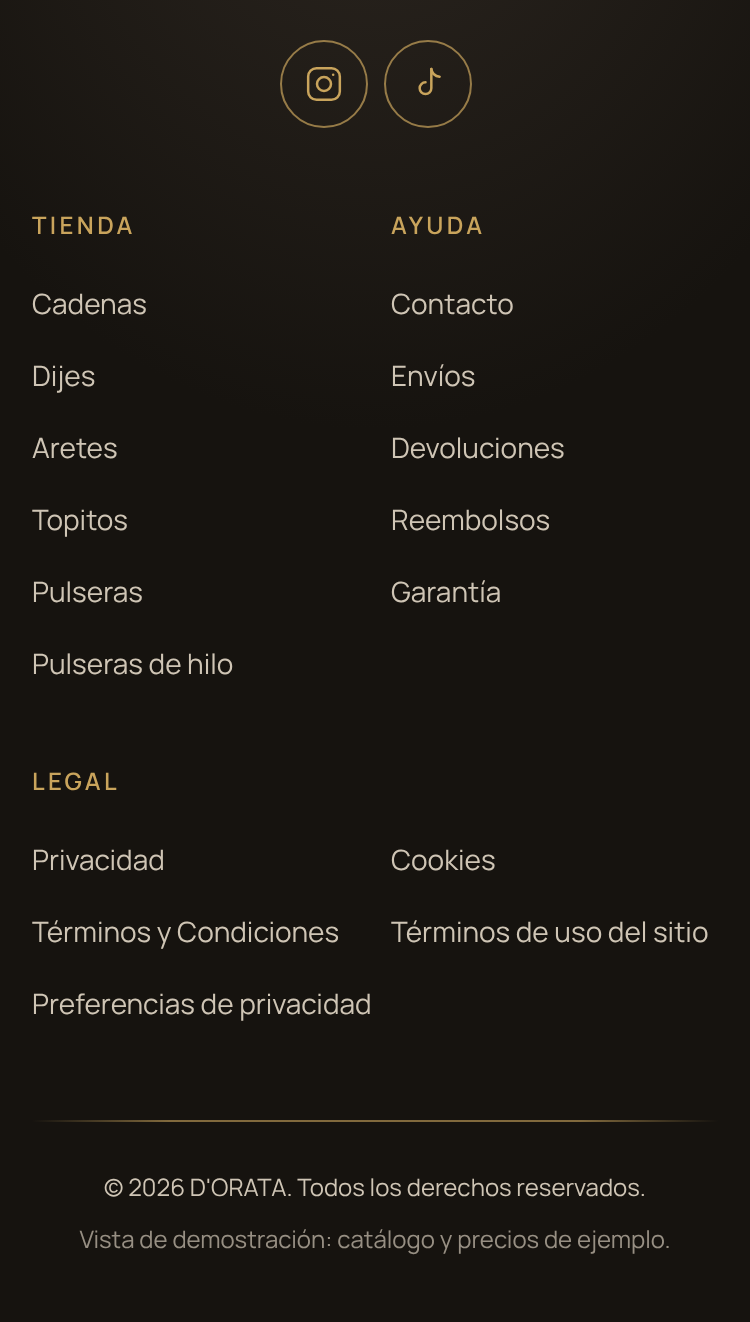 TIENDA
Cadenas
Dijes
Aretes
Topitos
Pulseras
Pulseras de hilo
AYUDA
Contacto
Envíos
Devoluciones
Reembolsos
Garantía
LEGAL
Privacidad
Cookies
Términos y Condiciones
Términos de uso del sitio
Preferencias de privacidad
© 2026 D'ORATA. Todos los derechos reservados.
Vista de demostración: catálogo y precios de ejemplo.